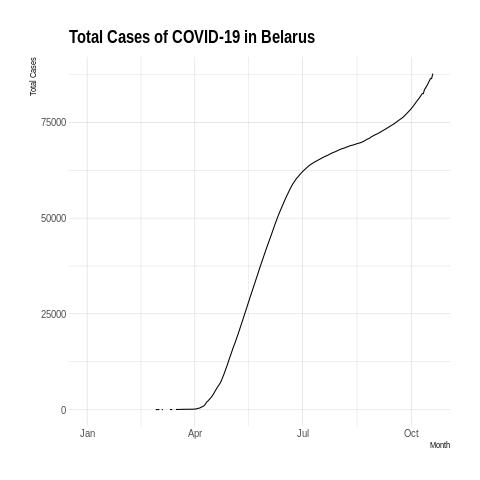 Total Cases of COVID-19 in Belarus
Total Cases
75000
50000
25000
0
Jan Apr Jul Oct
Month